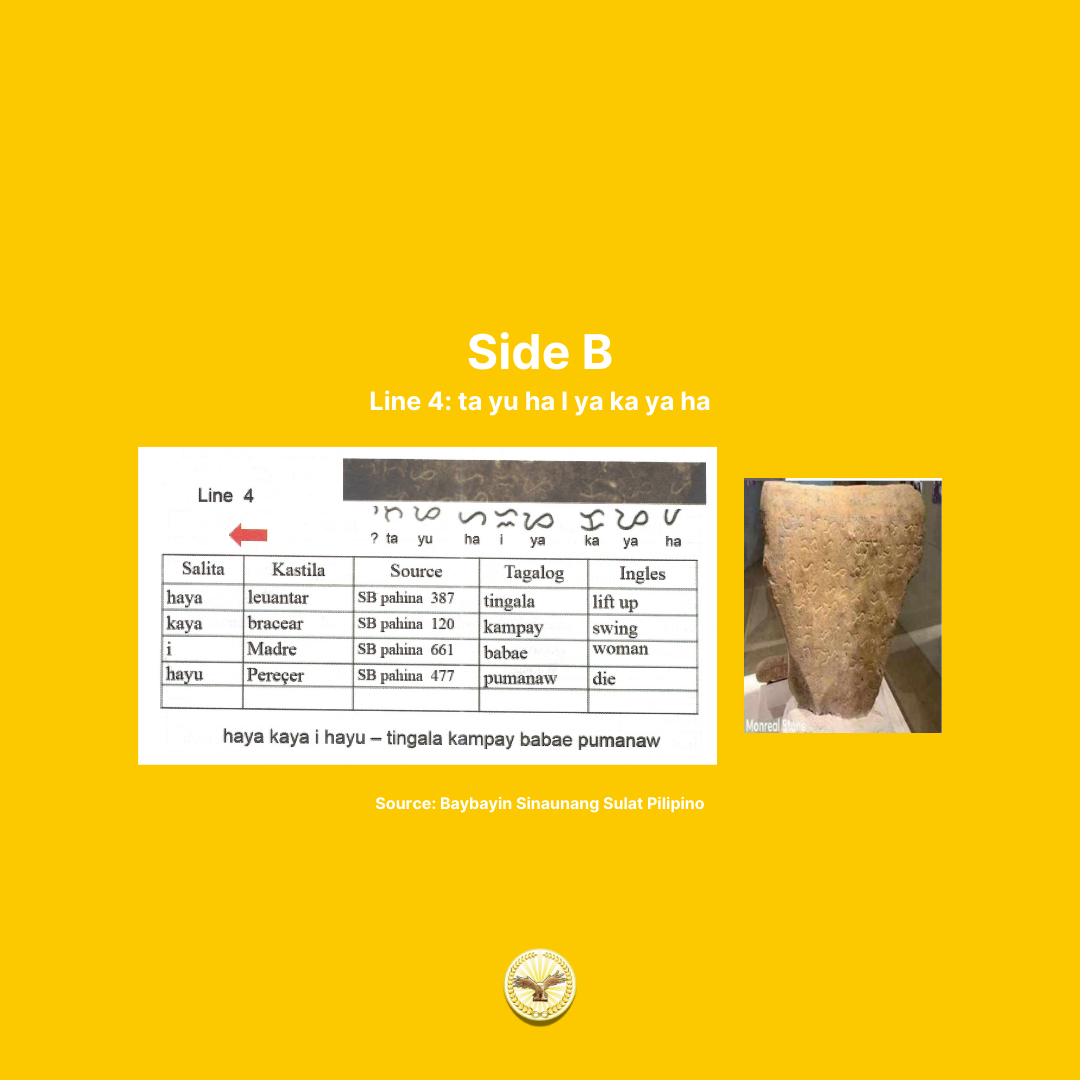 Side B
Line 4: ta yu ha I ya ka ya ha
Line 4
ᜆ ᜌ ᜑ ᜁ ᜌ ᜃ ᜌ ᜑ
? ta yu ha i ya ka ya ha
Salita Kastila Source Tagalog Ingles
haya leuantar SB pahina 387 tingala lift up
kaya bracear SB pahina 120 kampay swing
i Madre SB pahina 661 babae woman
hayu Pereçer SB pahina 477 pumanaw die
haya kaya i hayu – tingala kampay babae pumanaw
Monreal Stone
Source: Baybayin Sinaunang Sulat Pilipino